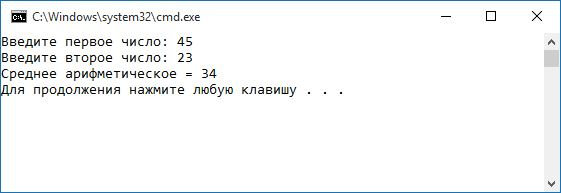 C:\Windows\system32\cmd.exe
Введите первое число: 45
Введите второе число: 23
Среднее арифметическое = 34
Для продолжения нажмите любую клавишу . . .